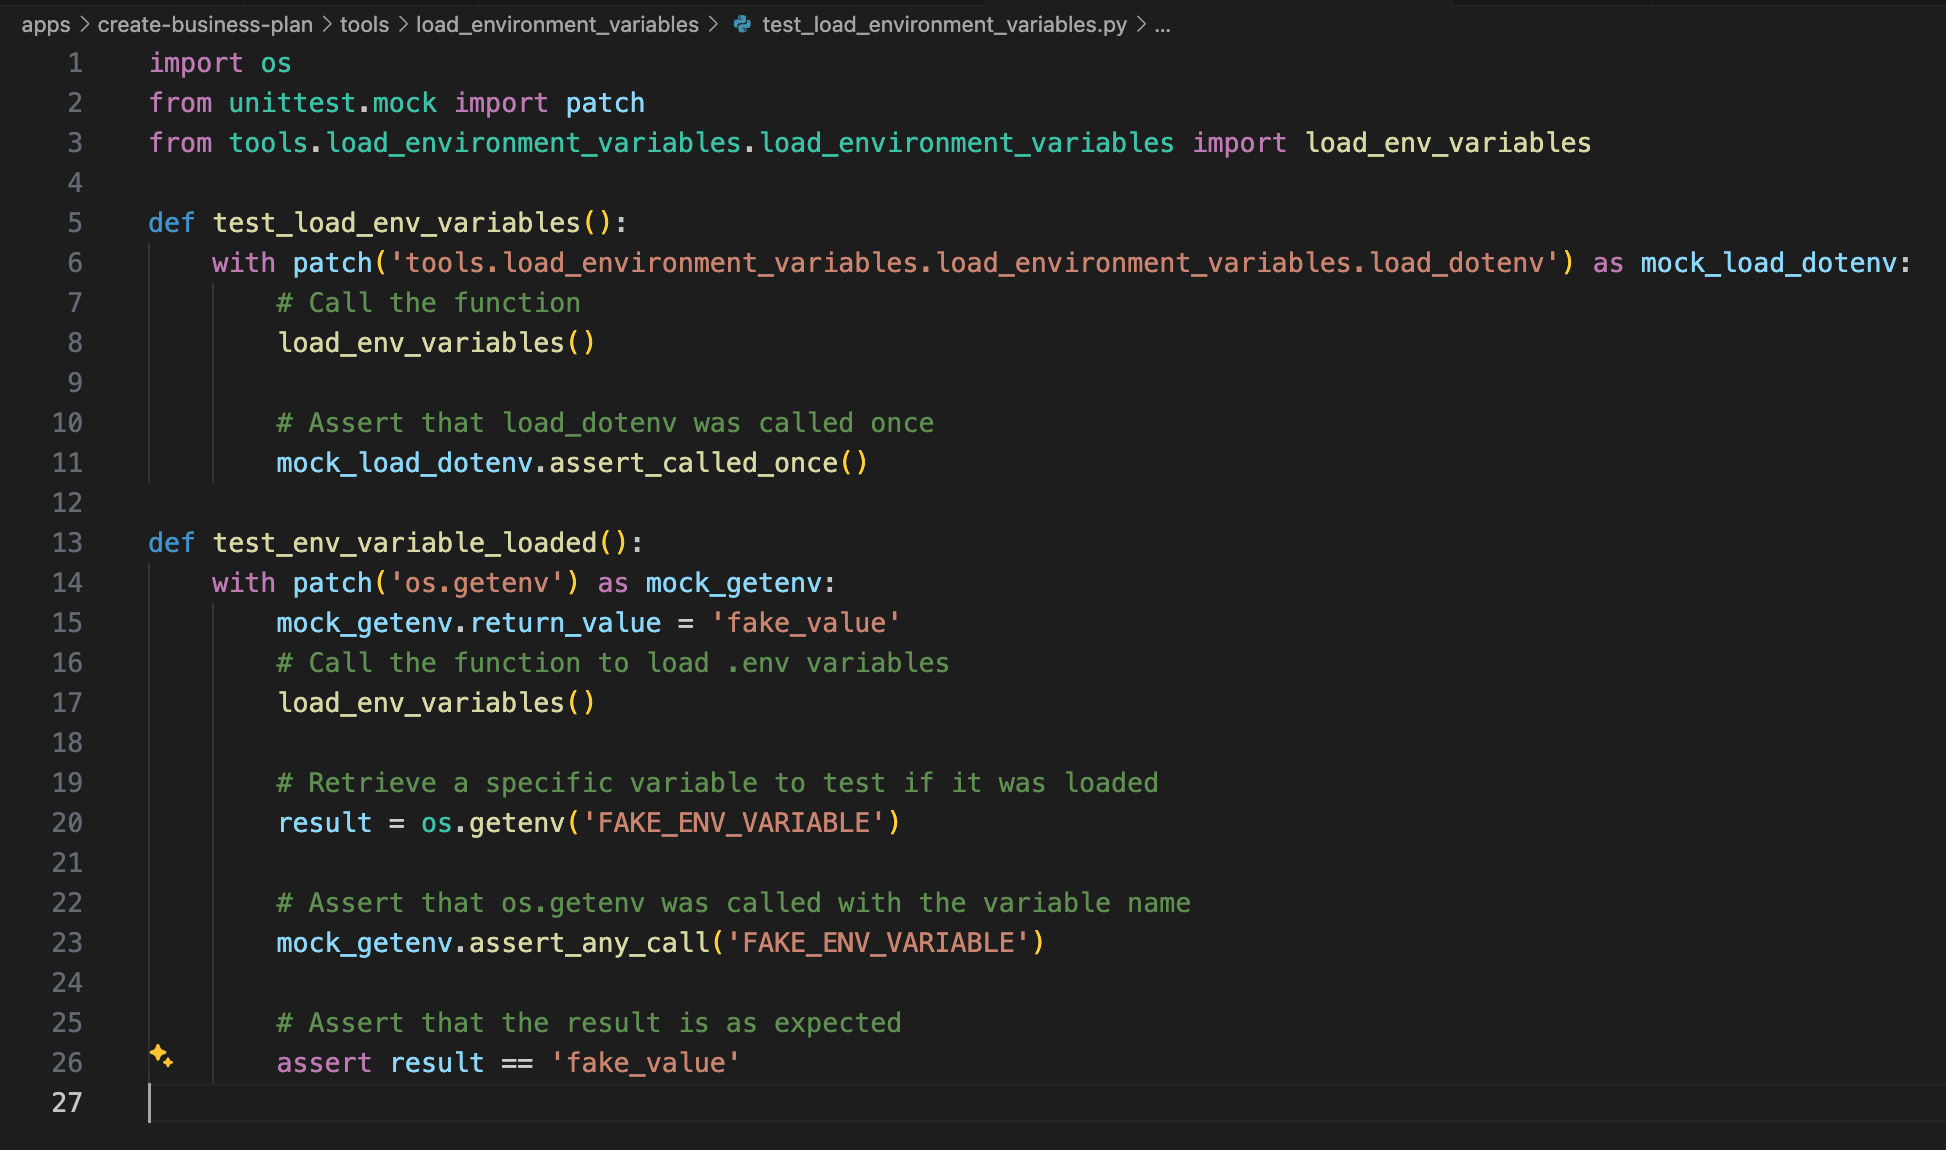 apps > create-business-plan > tools > load_environment_variables > test_load_environment_variables.py > ...
1 import os
2 from unittest.mock import patch
3 from tools.load_environment_variables.load_environment_variables import load_env_variables
4
5 def test_load_env_variables():
6     with patch('tools.load_environment_variables.load_environment_variables.load_dotenv') as mock_load_dotenv:
7         # Call the function
8         load_env_variables()
9
10         # Assert that load_dotenv was called once
11         mock_load_dotenv.assert_called_once()
12
13 def test_env_variable_loaded():
14     with patch('os.getenv') as mock_getenv:
15         mock_getenv.return_value = 'fake_value'
16         # Call the function to load .env variables
17         load_env_variables()
18
19         # Retrieve a specific variable to test if it was loaded
20         result = os.getenv('FAKE_ENV_VARIABLE')
21
22         # Assert that os.getenv was called with the variable name
23         mock_getenv.assert_any_call('FAKE_ENV_VARIABLE')
24
25         # Assert that the result is as expected
26         assert result == 'fake_value'
27